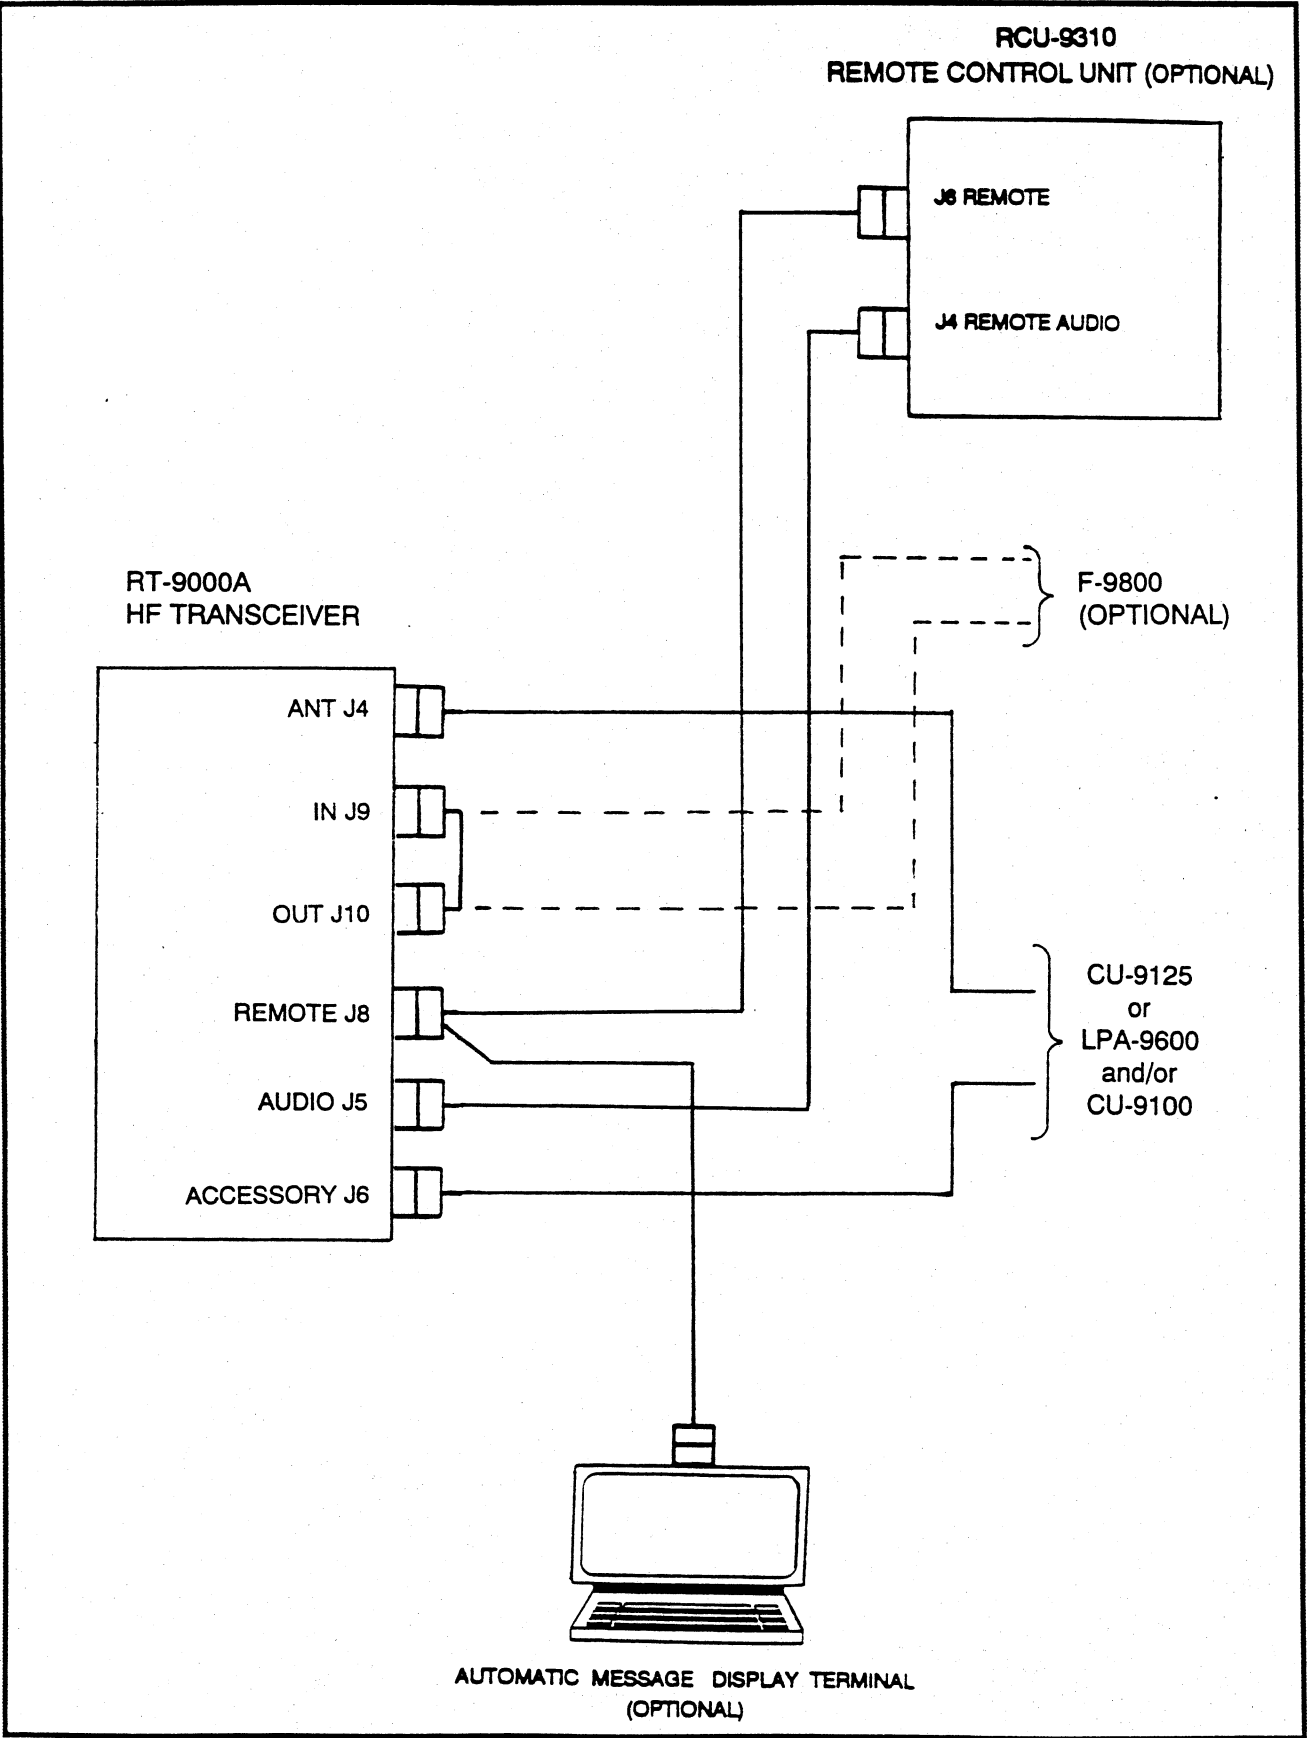 RCU-9310
REMOTE CONTROL UNIT (OPTIONAL)
J6 REMOTE
J4 REMOTE AUDIO
F-9800
(OPTIONAL)
RT-9000A
HF TRANSCEIVER
ANT J4
IN J9
OUT J10
REMOTE J8
AUDIO J5
ACCESSORY J6
CU-9125
or
LPA-9600
and/or
CU-9100
AUTOMATIC MESSAGE DISPLAY TERMINAL
(OPTIONAL)